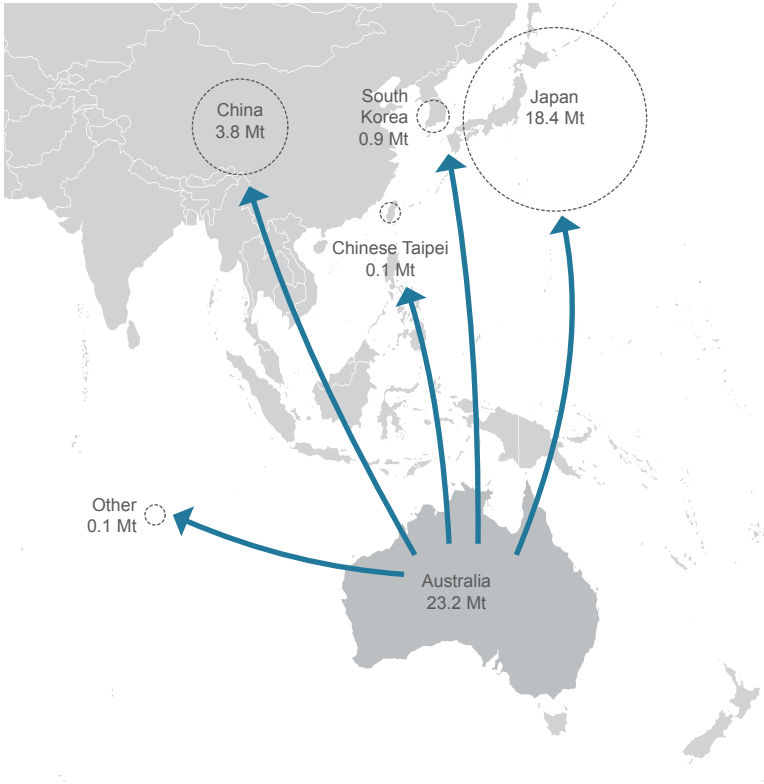 China
3.8 Mt
South
Korea
0.9 Mt
Japan
18.4 Mt
Chinese Taipei
0.1 Mt
Other
0.1 Mt
Australia
23.2 Mt